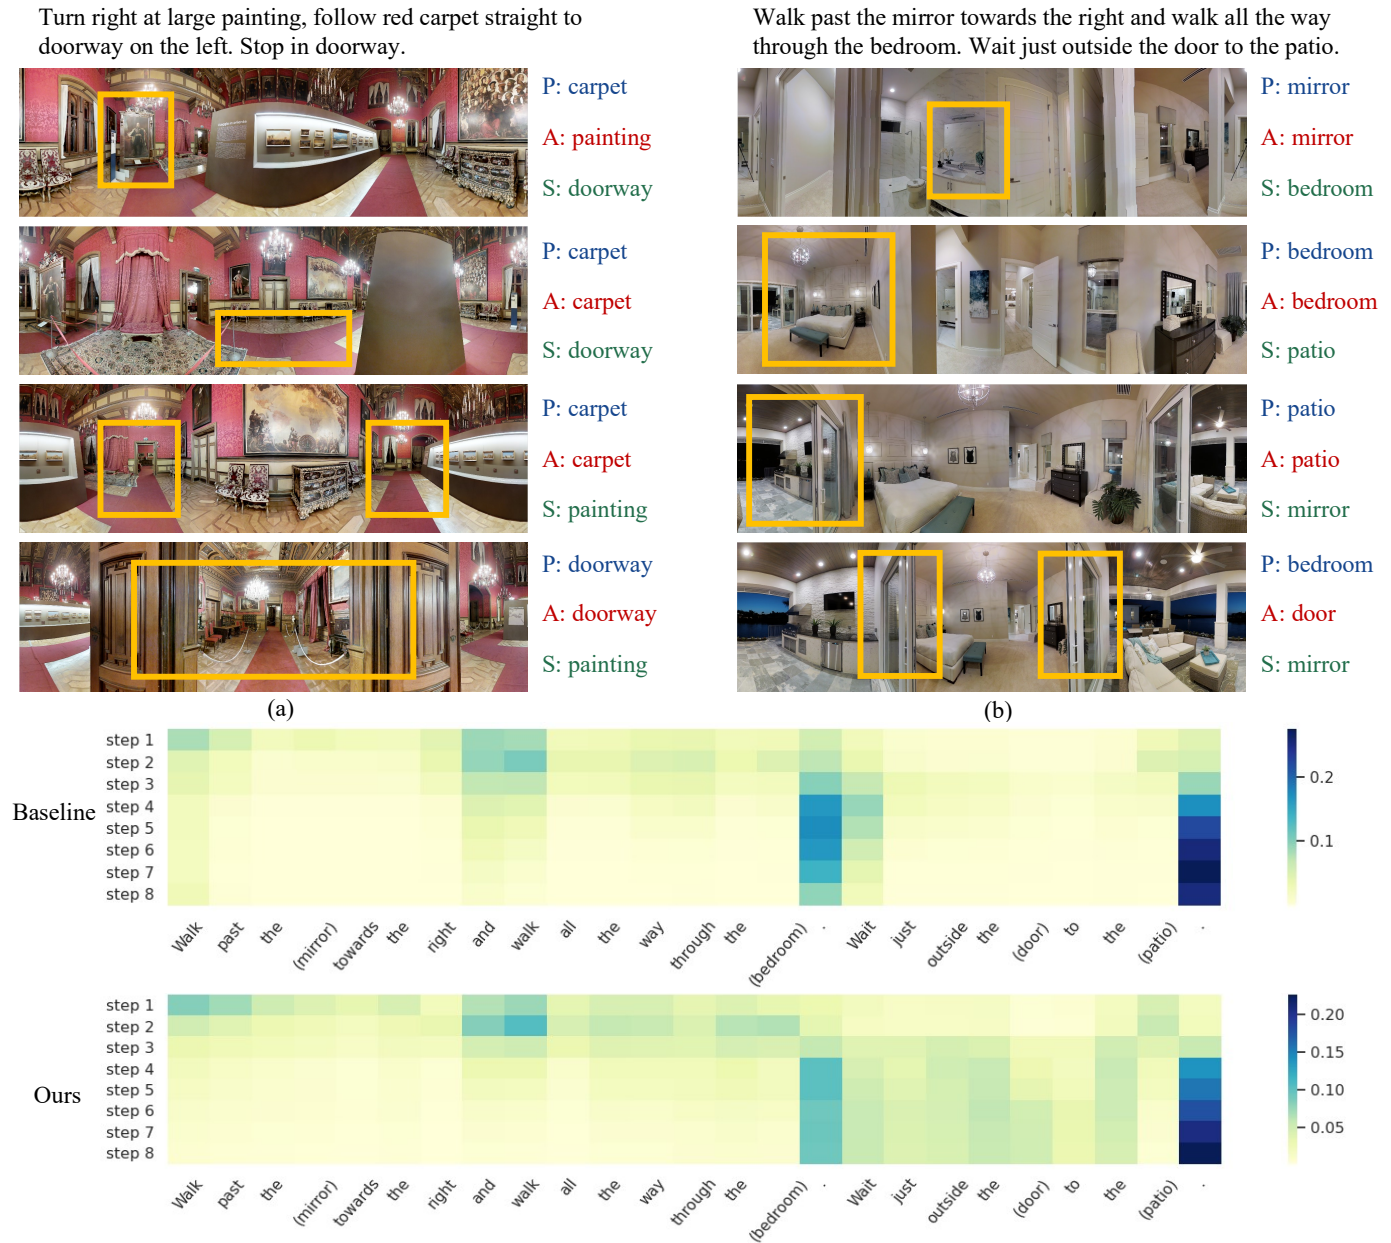 Turn right at large painting, follow red carpet straight to
doorway on the left. Stop in doorway.
P: carpet
A: painting
S: doorway
P: carpet
A: carpet
S: doorway
P: carpet
A: carpet
S: painting
P: doorway
A: doorway
S: painting
(a)
Walk past the mirror towards the right and walk all the way
through the bedroom. Wait just outside the door to the patio.
P: mirror
A: mirror
S: bedroom
P: bedroom
A: bedroom
S: patio
P: patio
A: patio
S: mirror
P: bedroom
A: door
S: mirror
(b)
Baseline
step 1
step 2
step 3
step 4
step 5
step 6
step 7
step 8
Walk past the (mirror) towards the right and walk all the way through the (bedroom) . Wait just outside the (door) to the (patio) .
0.2
0.1
Ours
step 1
step 2
step 3
step 4
step 5
step 6
step 7
step 8
Walk past the (mirror) towards the right and walk all the way through the (bedroom) . Wait just outside the (door) to the (patio) .
0.20
0.15
0.10
0.05